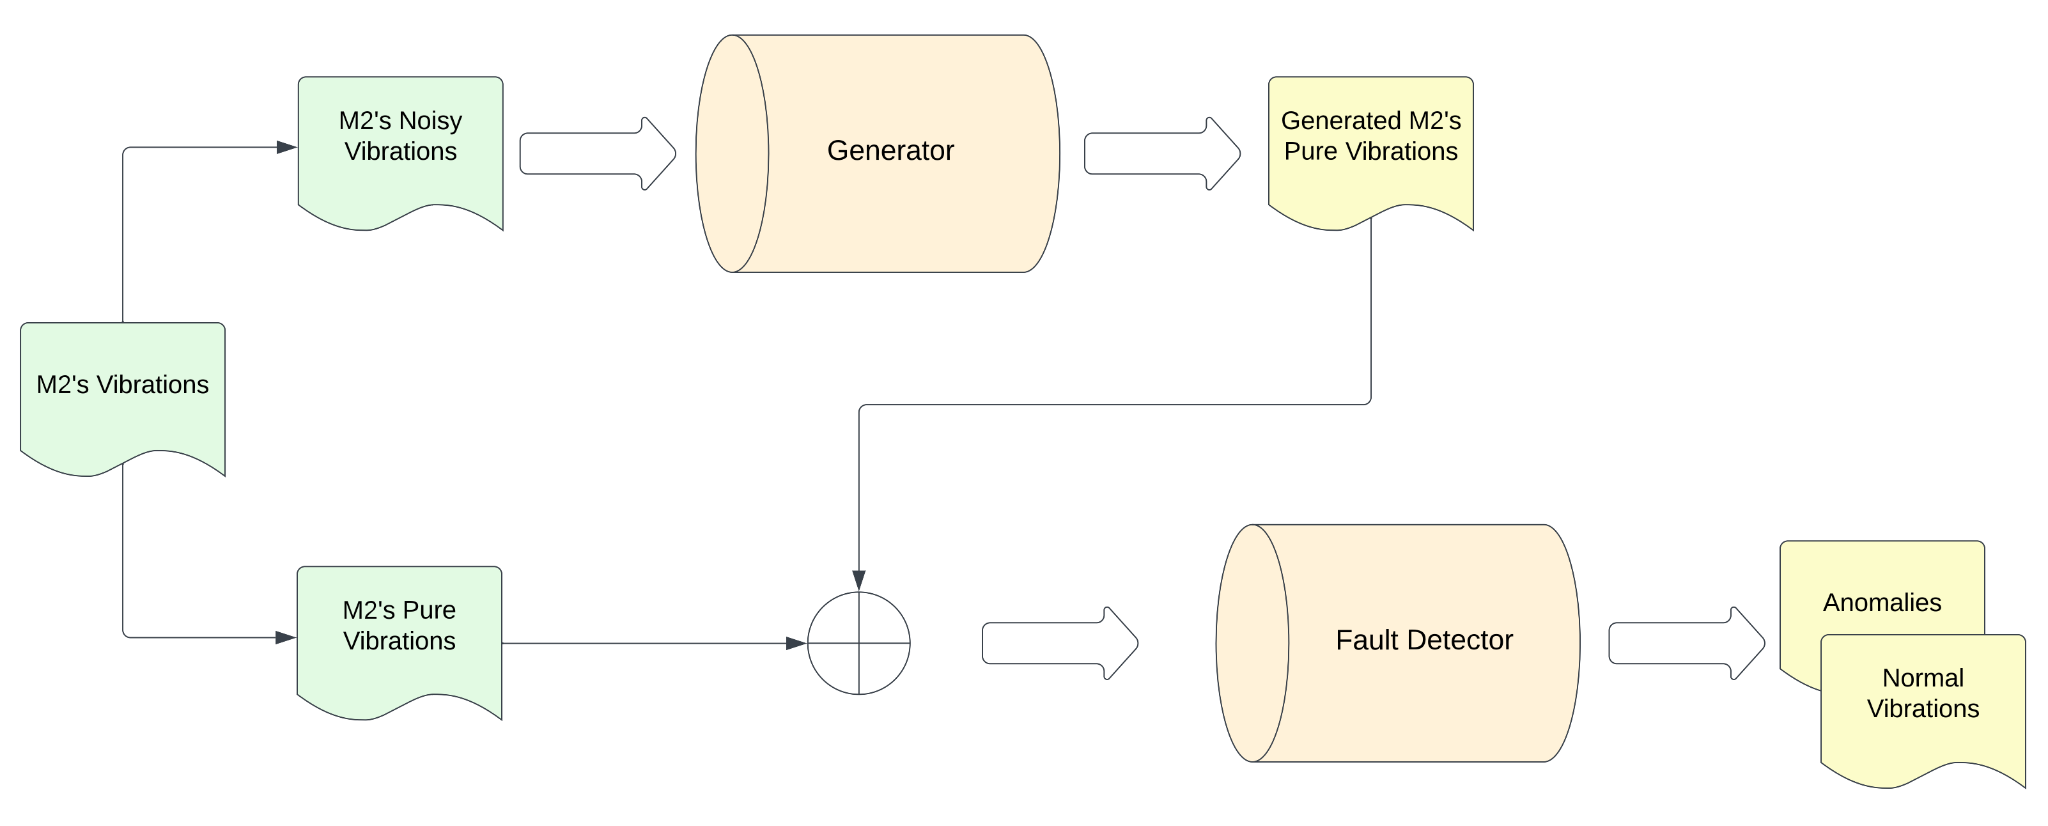 M2's Noisy
Vibrations
Generator
Generated M2's
Pure Vibrations
M2's Vibrations
M2's Pure
Vibrations
Fault Detector
Anomalies
Normal
Vibrations